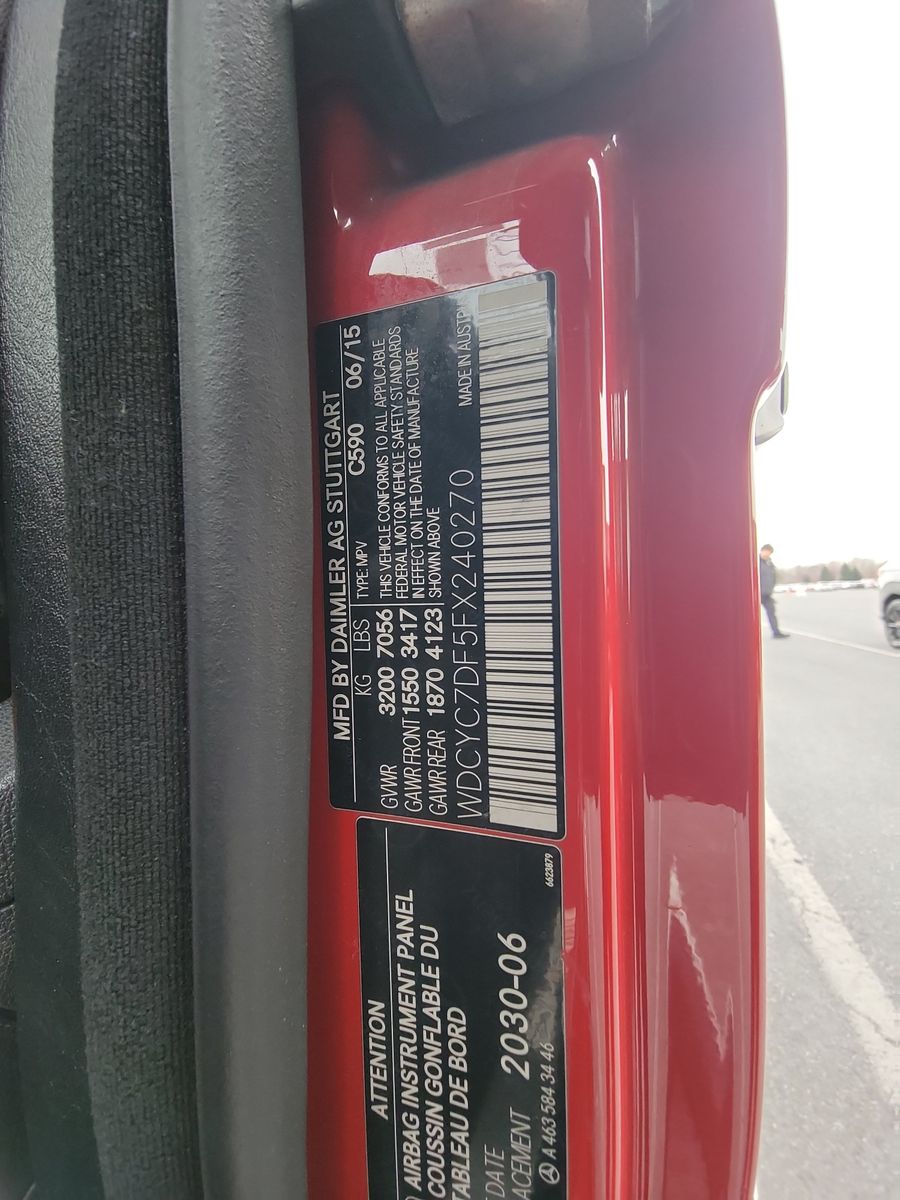 MFD BY DAIMLER AG STUTTGART
KG LBS TYPE: MPV C590 06/15
GVWR 3200 7056 THIS VEHICLE CONFORMS TO ALL APPLICABLE
FEDERAL MOTOR VEHICLE SAFETY STANDARDS
GAWR FRONT 1550 3417 IN EFFECT ON THE DATE OF MANUFACTURE
GAWR REAR 1870 4123 SHOWN ABOVE
WDCYC7DF5FX240270 MADE IN AUSTRI
ATTENTION
AIRBAG INSTRUMENT PANEL
COUSSIN GONFLABLE DU
TABLEAU DE BORD
DATE
ACEMENT 2030-06
A 463 584 34 46
6623879